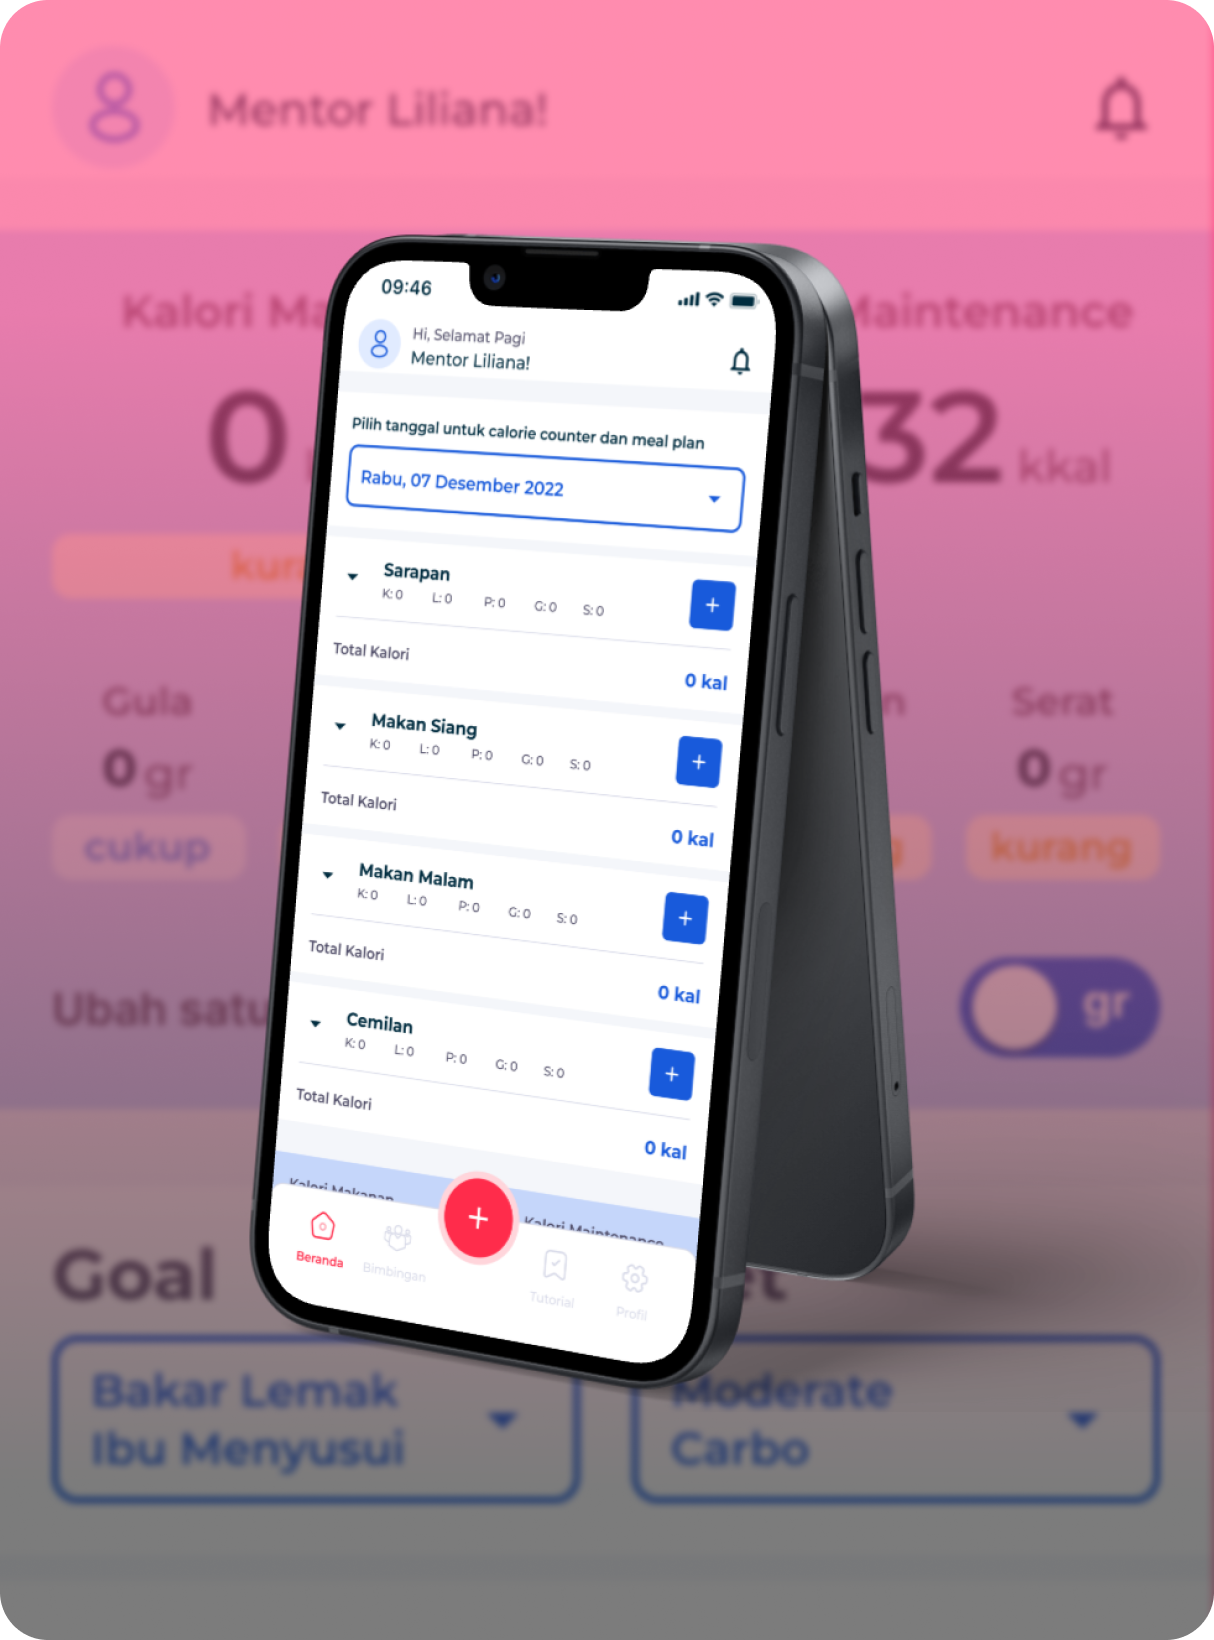 Mentor Liliana!
Kalori Ma
Maintenance
0
32 kkal
kura
Gula
0 gr
cukup
n
g
Serat
0 gr
kurang
Ubah satu
gr
Goal
et
Bakar Lemak
Ibu Menyusui
Moderate
Carbo
09:46
Hi, Selamat Pagi
Mentor Liliana!
Pilih tanggal untuk calorie counter dan meal plan
Rabu, 07 Desember 2022
Sarapan
K: 0 L: 0 P: 0 G: 0 S: 0
+
Total Kalori
0 kal
Makan Siang
K: 0 L: 0 P: 0 G: 0 S: 0
+
Total Kalori
0 kal
Makan Malam
K: 0 L: 0 P: 0 G: 0 S: 0
+
Total Kalori
0 kal
Cemilan
K: 0 L: 0 P: 0 G: 0 S: 0
+
Total Kalori
0 kal
Kalori Makanan
Kalori Maintenance
+
Beranda
Bimbingan
Tutorial
Profil